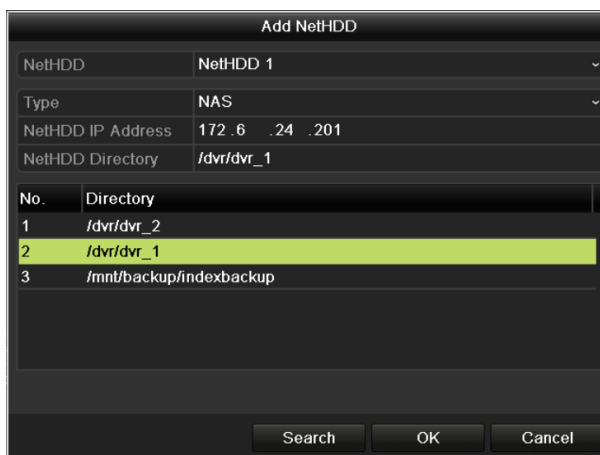 Add NetHDD
NetHDD NetHDD 1
Type NAS
NetHDD IP Address 172 .6 .24 .201
NetHDD Directory /dvr/dvr_1
No. Directory
1 /dvr/dvr_2
2 /dvr/dvr_1
3 /mnt/backup/indexbackup
Search OK Cancel